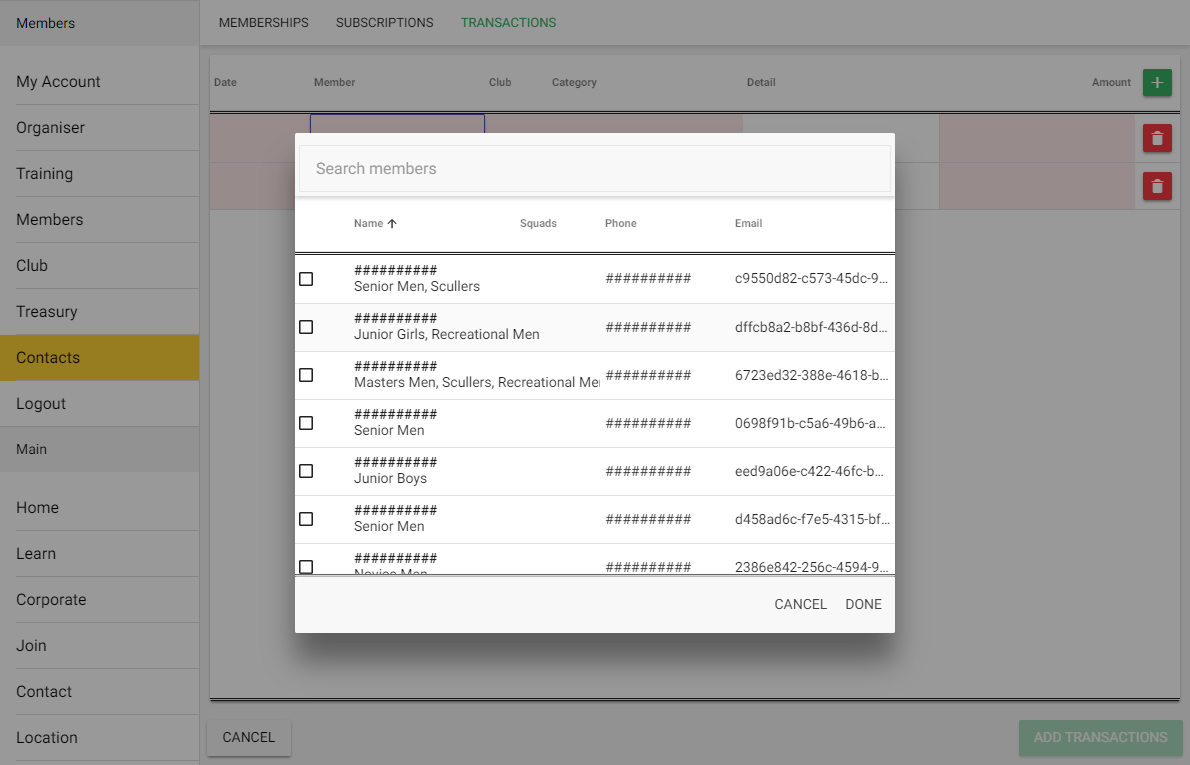 Members
My Account
Organiser
Training
Members
Club
Treasury
Contacts
Logout
Main
Home
Learn
Corporate
Join
Contact
Location
MEMBERSHIPS SUBSCRIPTIONS TRANSACTIONS
Date Member Club Category Detail Amount
Search members
Name Squads Phone Email
##########
Senior Men, Scullers
########## c9550d82-c573-45dc-9...
##########
Junior Girls, Recreational Men
########## dffcb8a2-b8bf-436d-8d...
##########
Masters Men, Scullers, Recreational Me
########## 6723ed32-388e-4618-b...
##########
Senior Men
########## 0698f91b-c5a6-49b6-a...
##########
Junior Boys
########## eed9a06e-c422-46fc-b...
##########
Senior Men
########## d458ad6c-f7e5-4315-bf...
##########
Novice Men
########## 2386e842-256c-4594-9...
CANCEL DONE
CANCEL ADD TRANSACTIONS